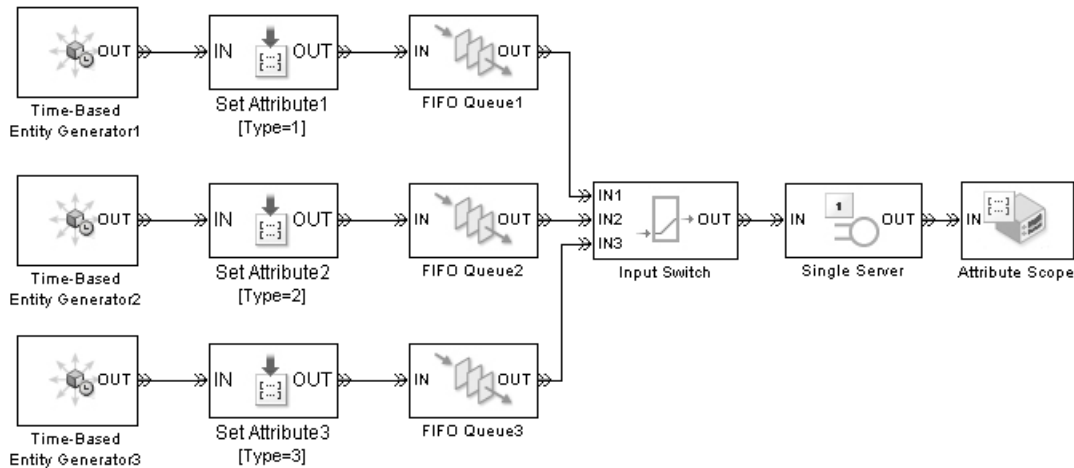 OUT
Time-Based
Entity Generator1
IN OUT
[...]
Set Attribute1
[Type=1]
IN OUT
FIFO Queue1
OUT
Time-Based
Entity Generator2
IN OUT
[...]
Set Attribute2
[Type=2]
IN OUT
FIFO Queue2
IN1
IN2
IN3
OUT
Input Switch
1
IN OUT
Single Server
[...]
IN
Attribute Scope
OUT
Time-Based
Entity Generator3
IN OUT
[...]
Set Attribute3
[Type=3]
IN OUT
FIFO Queue3